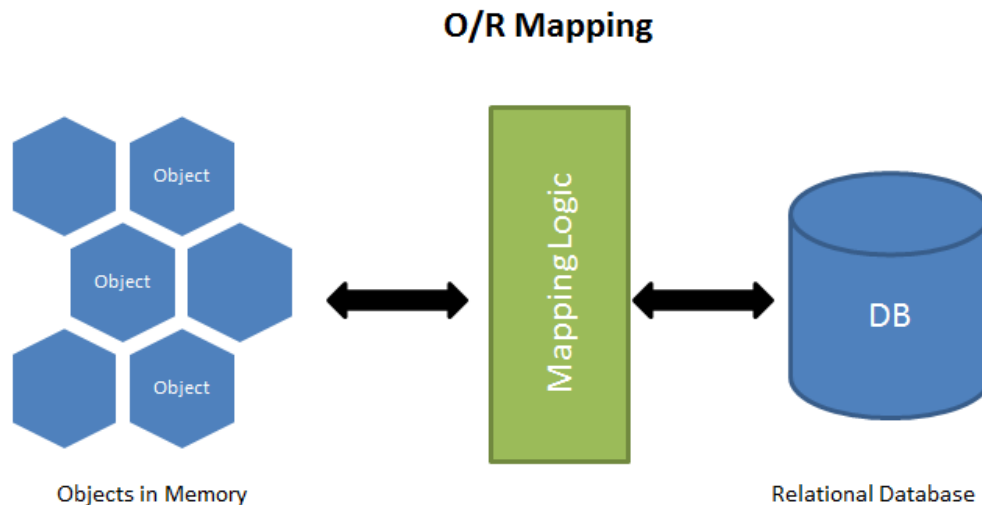 O/R Mapping
Object
Object
Object
Mapping Logic
DB
Objects in Memory
Relational Database